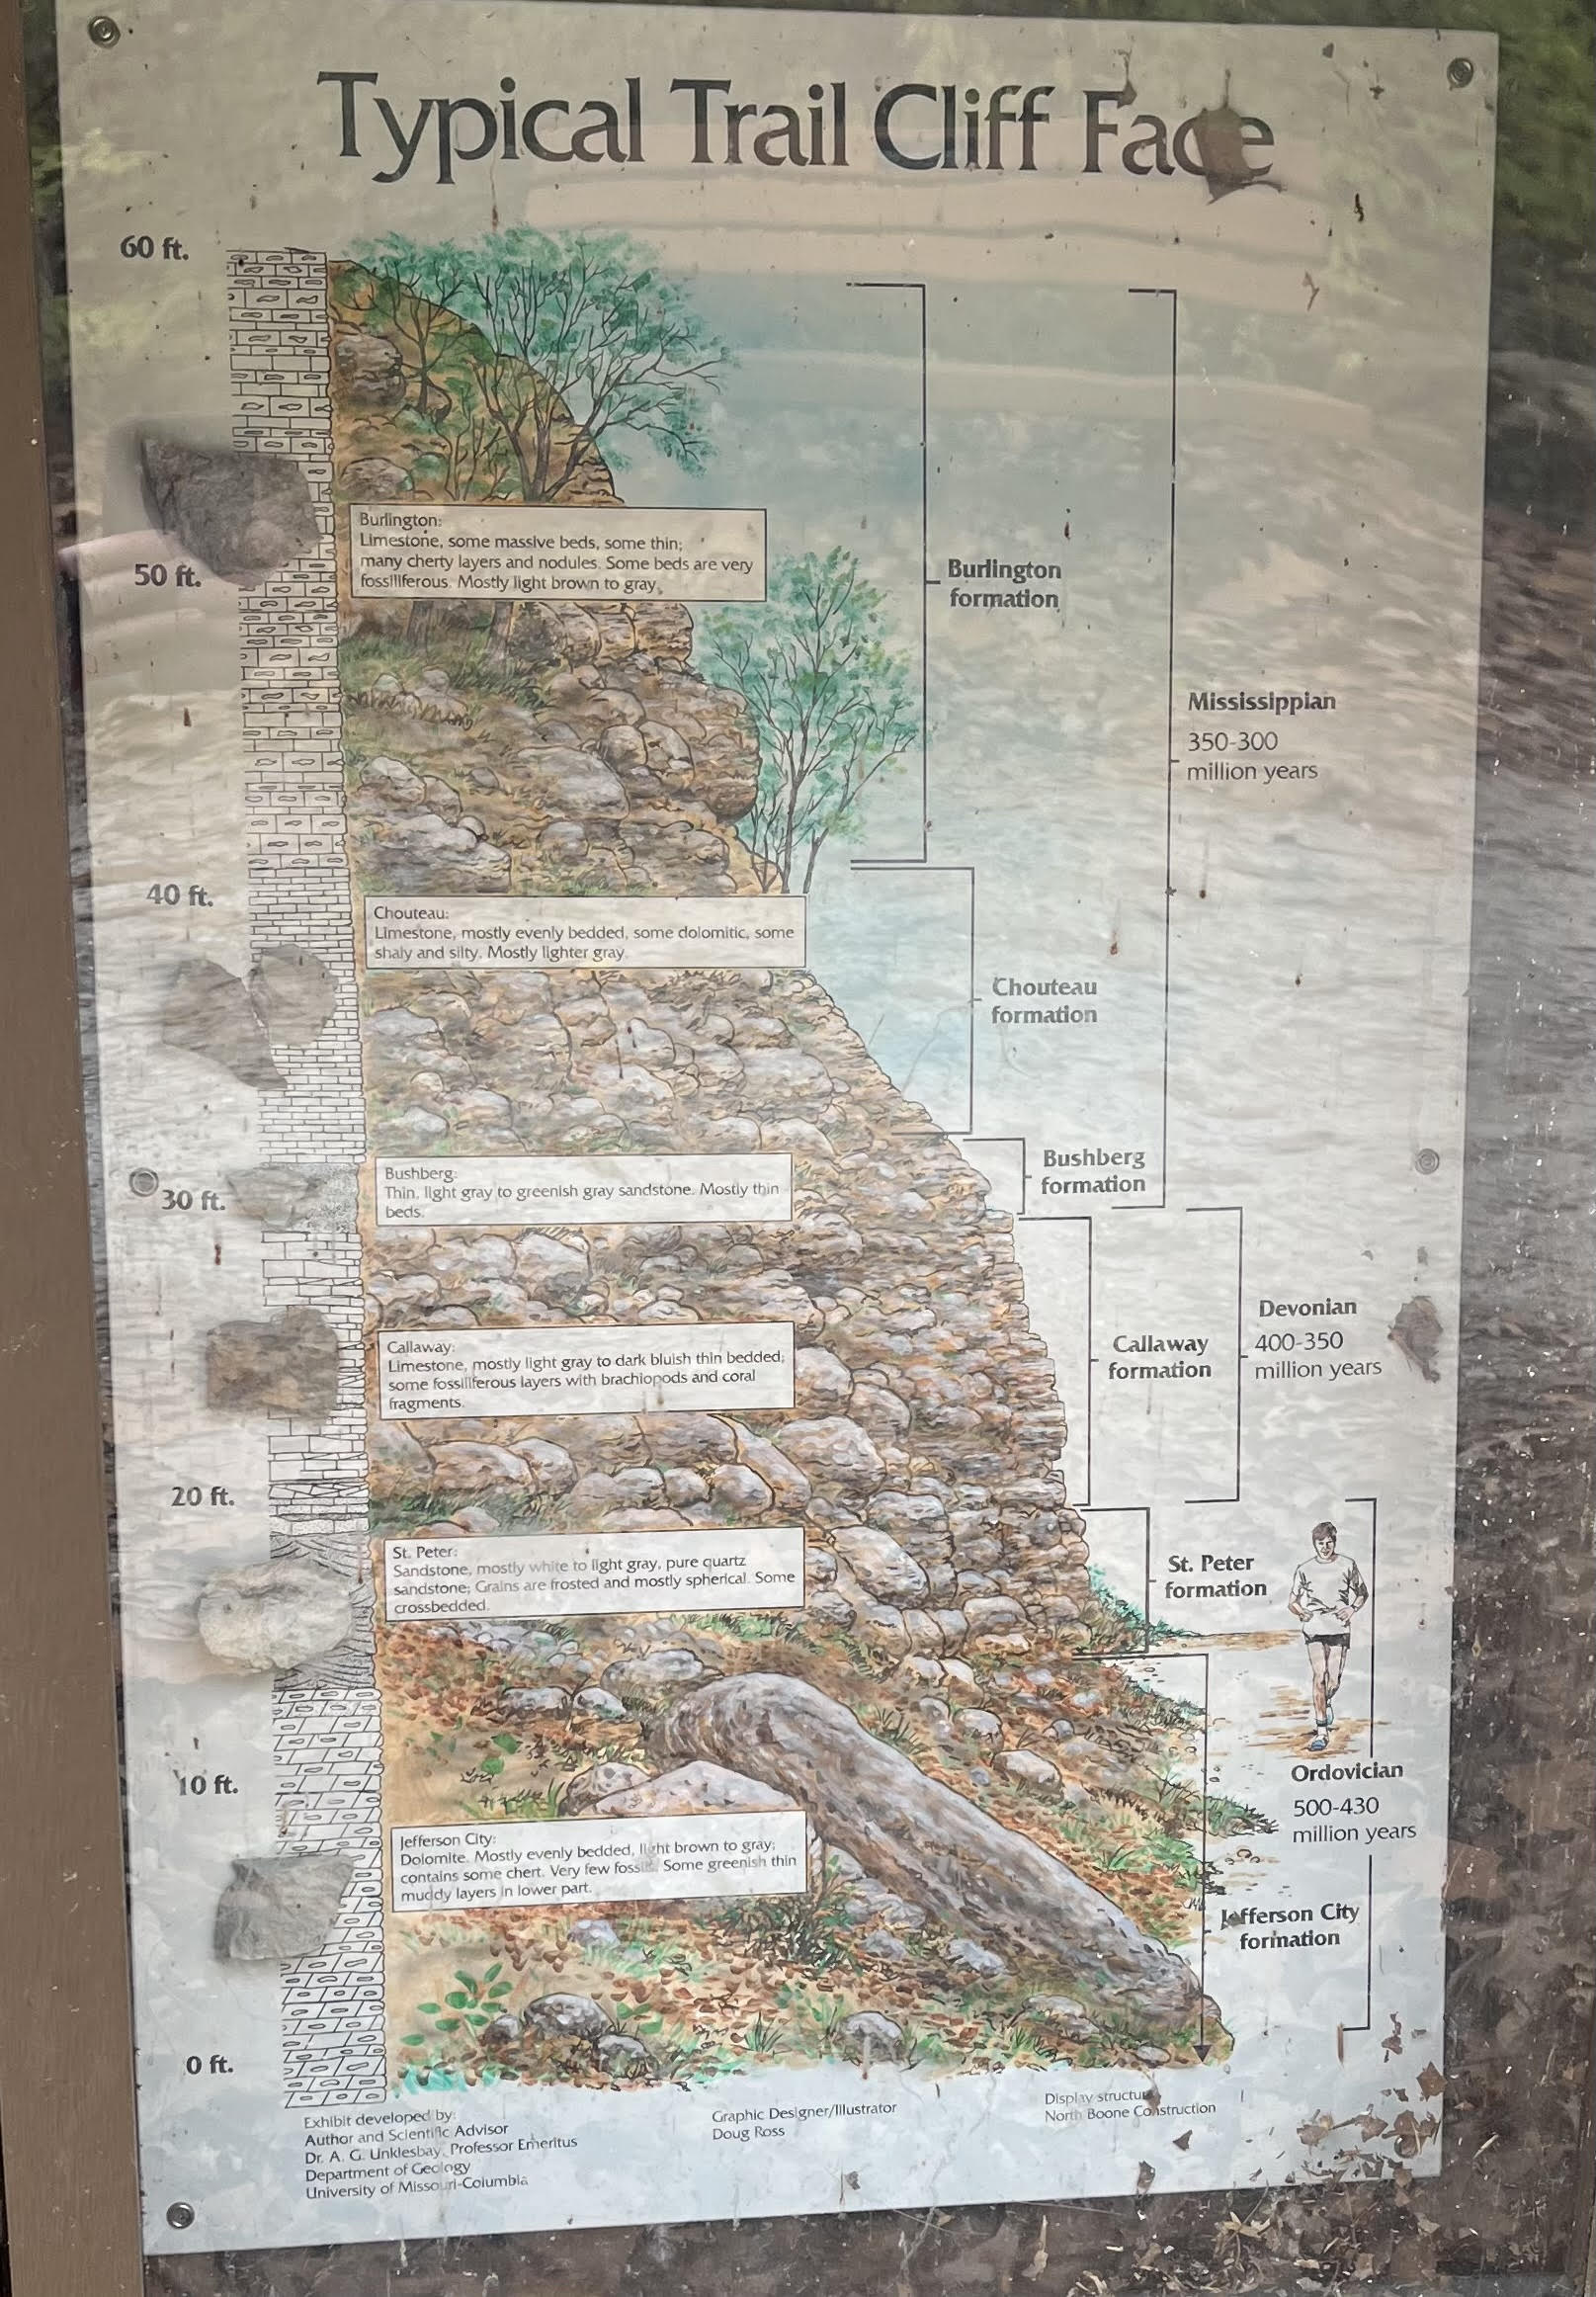 Typical Trail Cliff Face
60 ft.
Burlington:
Limestone, some massive beds, some thin;
many cherty layers and nodules. Some beds are very
fossiliferous. Mostly light brown to gray.
50 ft.
Burlington
formation
Mississippian
350-300
million years
40 ft.
Chouteau:
Limestone, mostly evenly bedded, some dolomitic, some
shaly and silty. Mostly lighter gray.
Chouteau
formation
Bushberg:
Thin, light gray to greenish gray sandstone. Mostly thin
beds.
30 ft.
Bushberg
formation
Callaway:
Limestone, mostly light gray to dark bluish thin bedded;
some fossiliferous layers with brachiopods and coral
fragments.
Callaway
formation
Devonian
400-350
million years
20 ft.
St. Peter:
Sandstone, mostly white to light gray, pure quartz
sandstone; Grains are frosted and mostly spherical. Some
crossbedded.
St. Peter
formation
10 ft.
Ordovician
500-430
million years
Jefferson City:
Dolomite. Mostly evenly bedded, light brown to gray;
contains some chert. Very few fossils. Some greenish thin
muddy layers in lower part.
Jefferson City
formation
0 ft.
Exhibit developed by:
Author and Scientific Advisor
Dr. A. G. Unklesbay, Professor Emeritus
Department of Geology
University of Missouri-Columbia
Graphic Designer/Illustrator
Doug Ross
Display structure
North Boone Construction